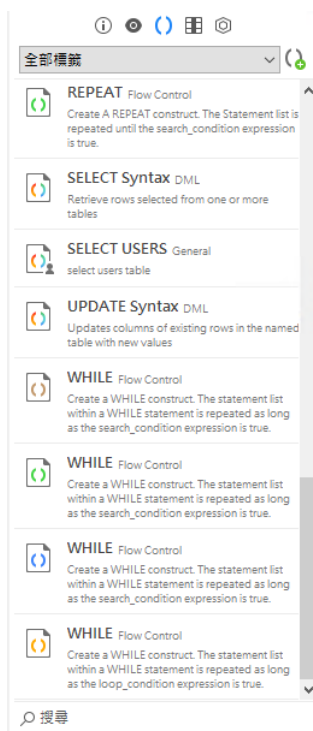 全部標籤
REPEAT Flow Control
Create A REPEAT construct. The Statement list is
repeated until the search_condition expression
is true.
SELECT Syntax DML
Retrieve rows selected from one or more
tables
SELECT USERS General
select users table
UPDATE Syntax DML
Updates columns of existing rows in the named
table with new values
WHILE Flow Control
Create a WHILE construct. The statement list
within a WHILE statement is repeated as long
as the search_condition expression is true.
WHILE Flow Control
Create a WHILE construct. The statement list
within a WHILE statement is repeated as long
as the search_condition expression is true.
WHILE Flow Control
Create a WHILE construct. The statement list
within a WHILE statement is repeated as long
as the search_condition expression is true.
WHILE Flow Control
Create a WHILE construct. The statement list
within a WHILE statement is repeated as long
as the loop_condition expression is true.
搜尋